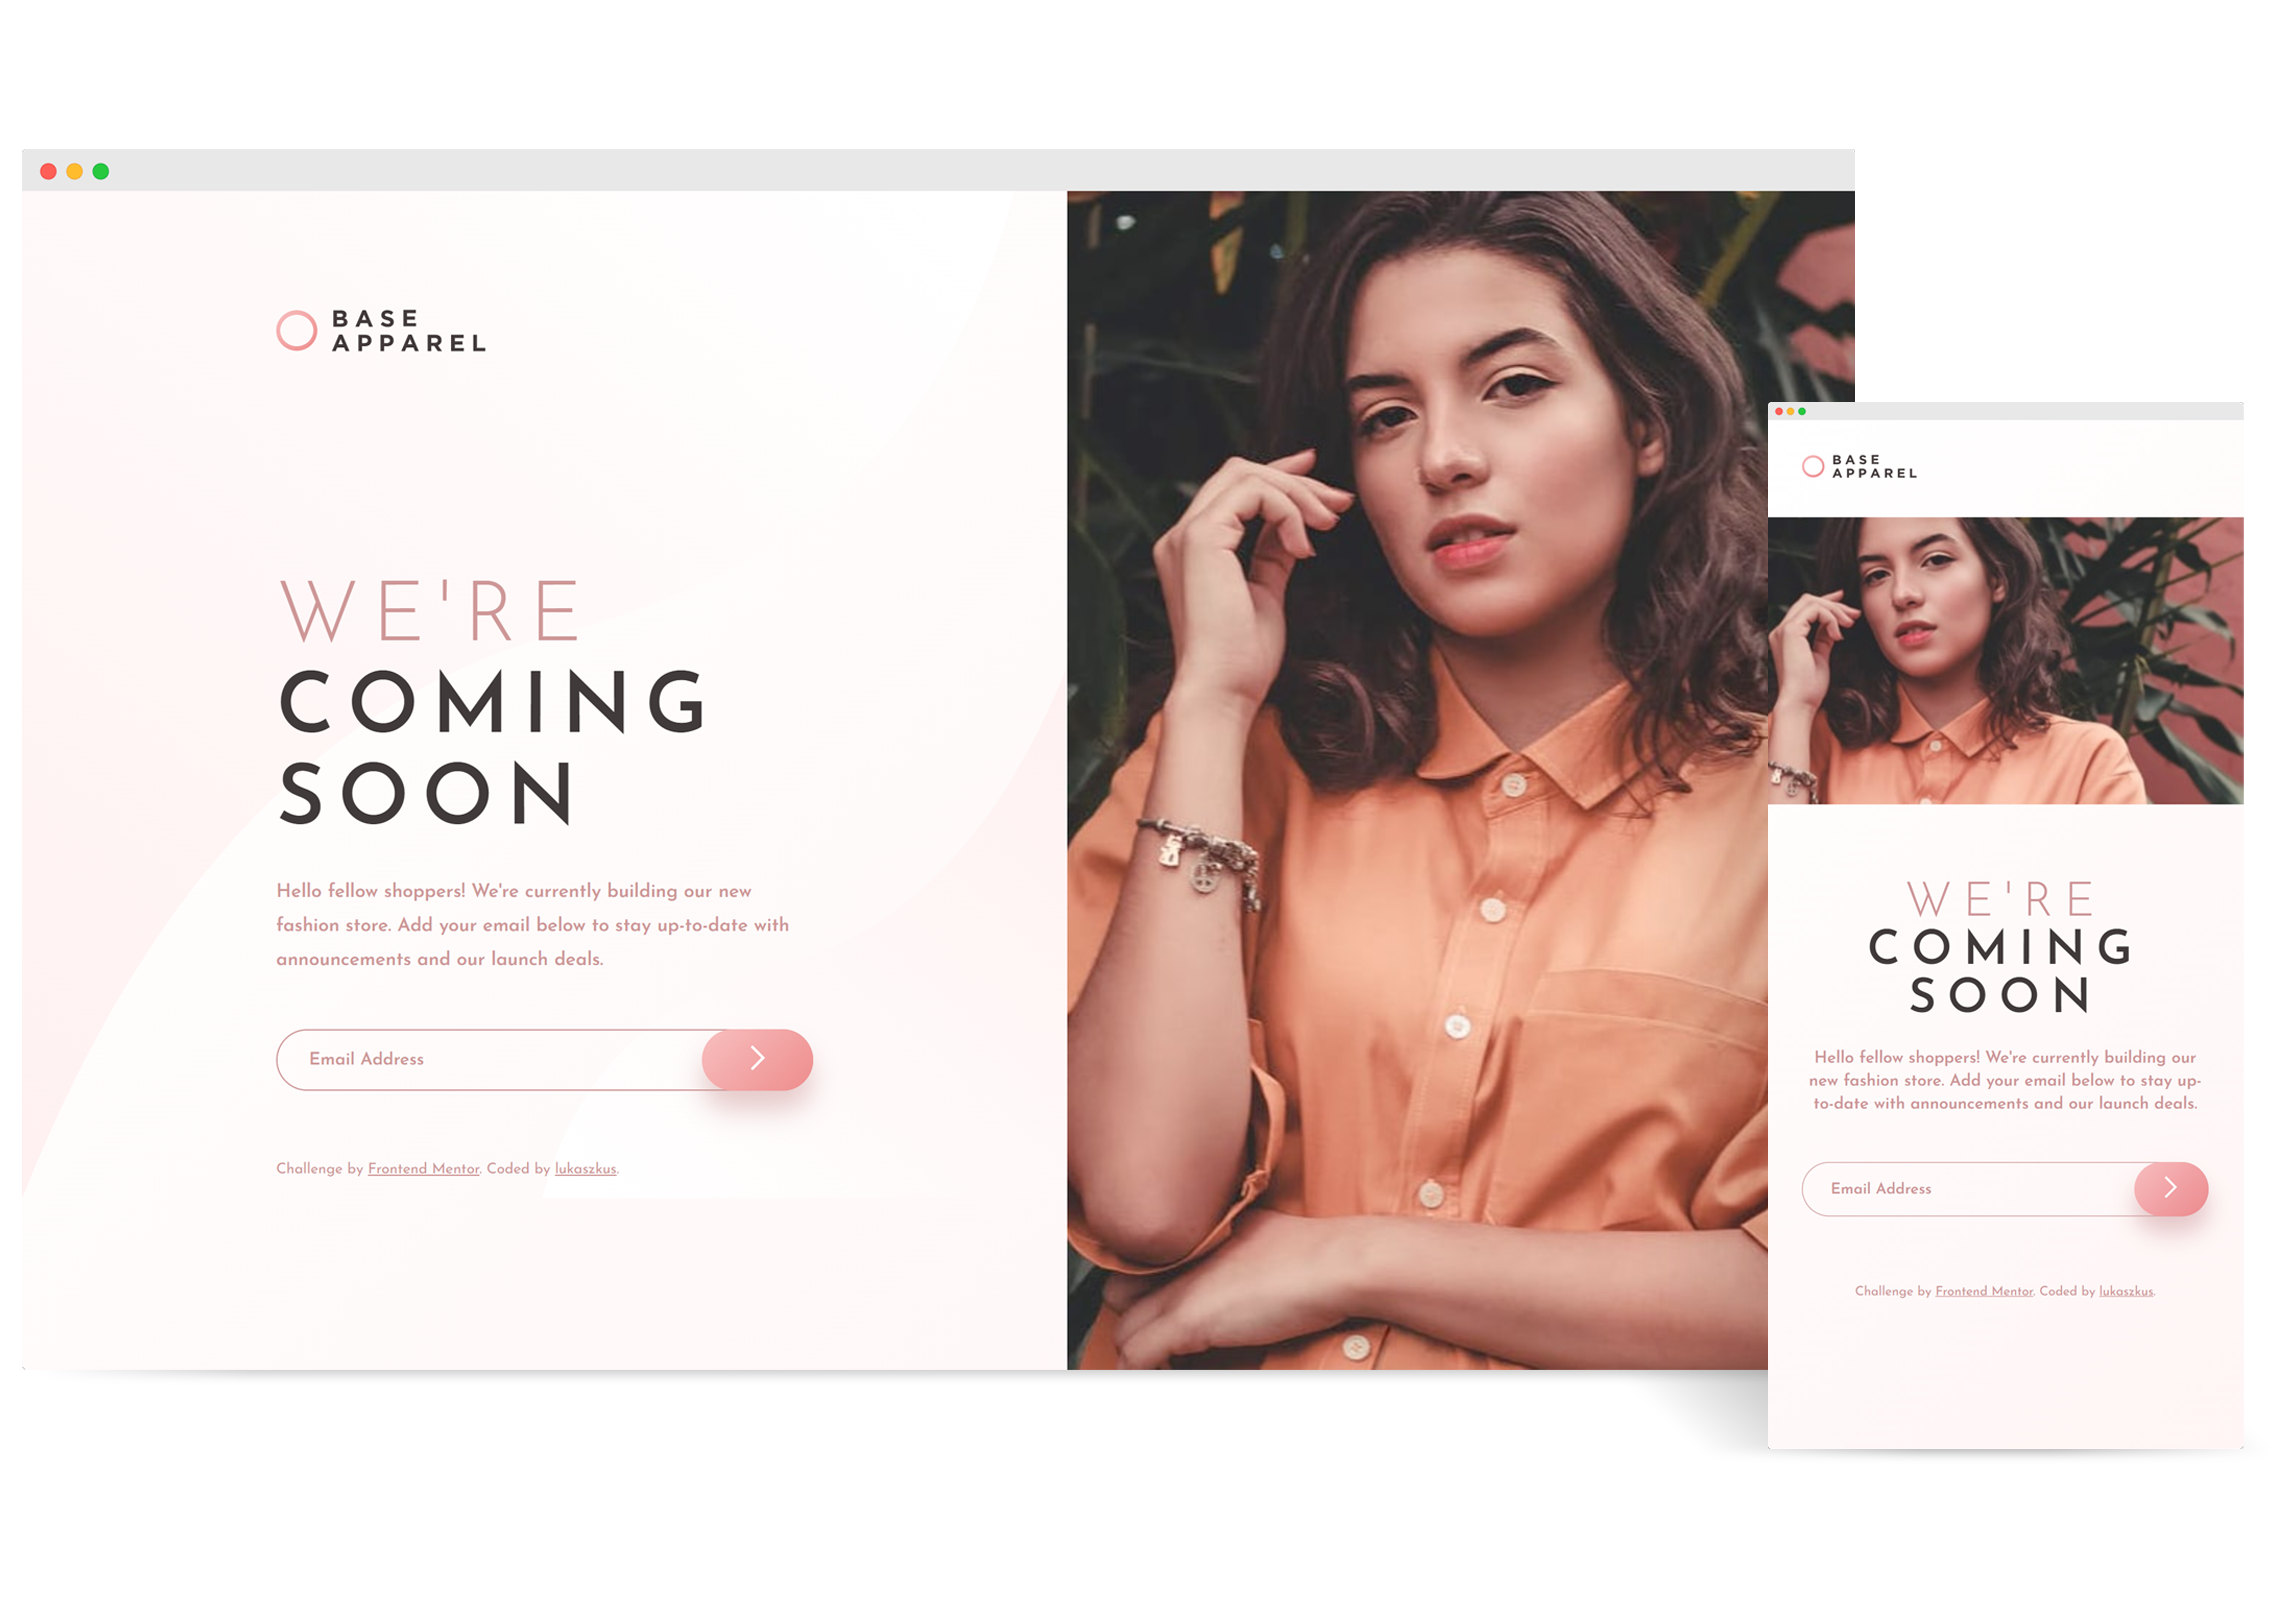 BASE
APPAREL
WE'RE
COMING
SOON
Hello fellow shoppers! We're currently building our new
fashion store. Add your email below to stay up-to-date with
announcements and our launch deals.
Email Address
Challenge by Frontend Mentor. Coded by lukaszkus.
BASE
APPAREL
WE'RE
COMING
SOON
Hello fellow shoppers! We're currently building our
new fashion store. Add your email below to stay up-
to-date with announcements and our launch deals.
Email Address
Challenge by Frontend Mentor. Coded by lukaszkus.